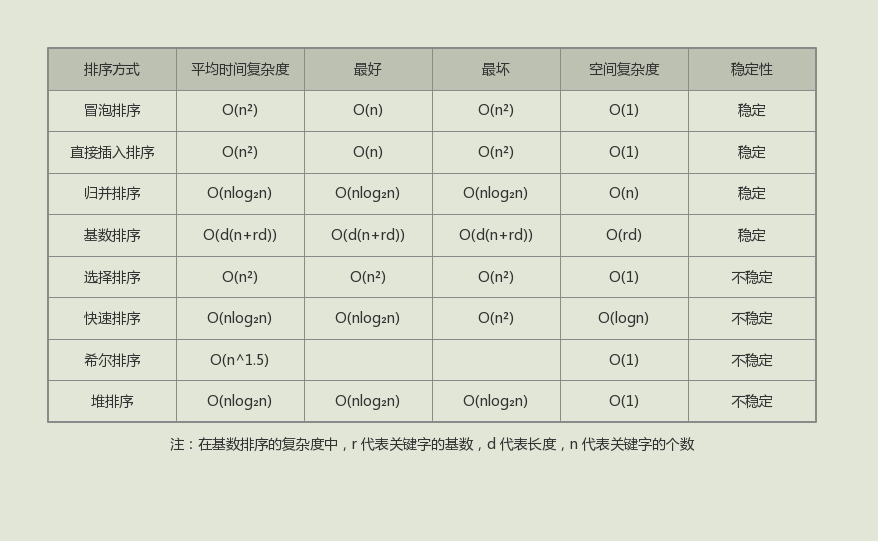 排序方式 平均时间复杂度 最好 最坏 空间复杂度 稳定性
冒泡排序 O(n²) O(n) O(n²) O(1) 稳定
直接插入排序 O(n²) O(n) O(n²) O(1) 稳定
归并排序 O(nlog₂n) O(nlog₂n) O(nlog₂n) O(n) 稳定
基数排序 O(d(n+rd)) O(d(n+rd)) O(d(n+rd)) O(rd) 稳定
选择排序 O(n²) O(n²) O(n²) O(1) 不稳定
快速排序 O(nlog₂n) O(nlog₂n) O(n²) O(logn) 不稳定
希尔排序 O(n^1.5) O(1) 不稳定
堆排序 O(nlog₂n) O(nlog₂n) O(nlog₂n) O(1) 不稳定
注：在基数排序的复杂度中，r 代表关键字的基数，d 代表长度，n 代表关键字的个数